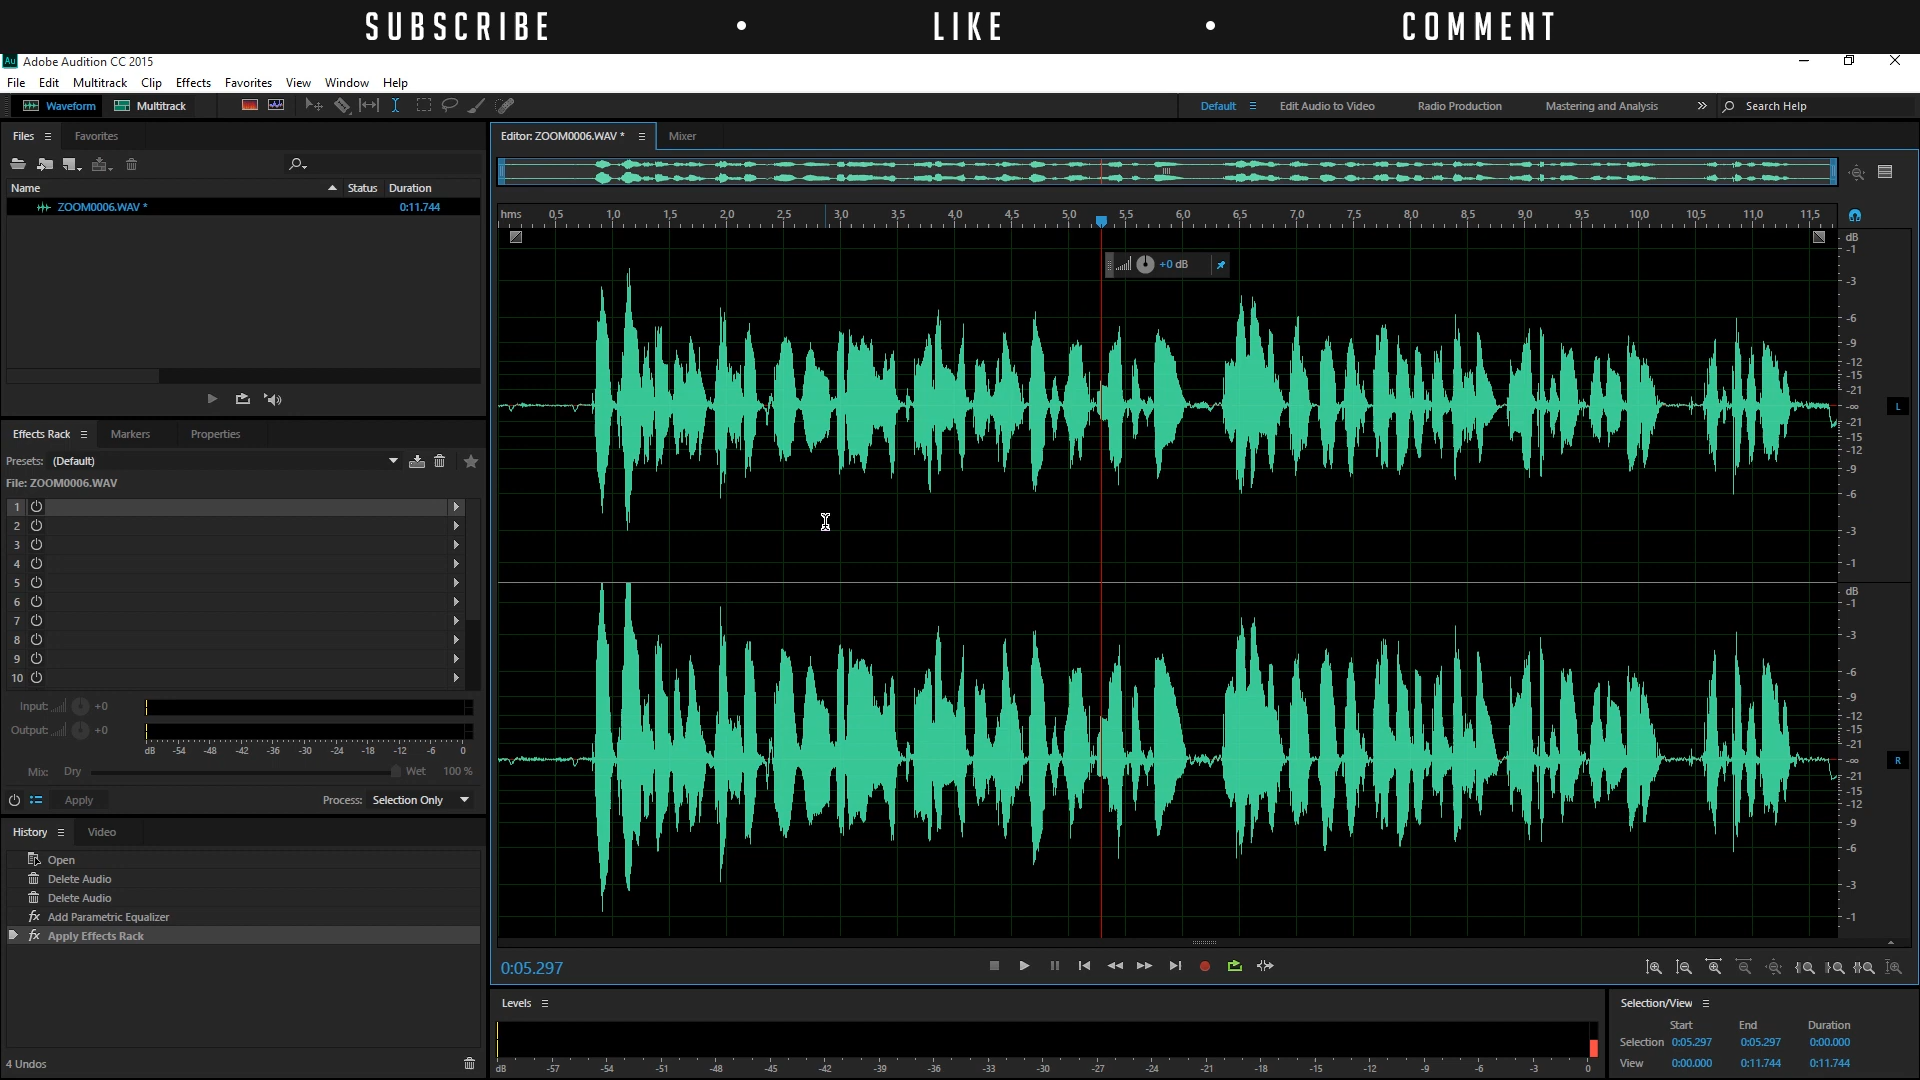 SUBSCRIBE • LIKE • COMMENT
Au Adobe Audition CC 2015
File Edit Multitrack Clip Effects Favorites View Window Help
Waveform Multitrack Default Edit Audio to Video Radio Production Mastering and Analysis » Search Help
Files Favorites
Name Status Duration
ZOOM0006.WAV * 0:11.744
Effects Rack Markers Properties
Presets: (Default)
File: ZOOM0006.WAV
1
2
3
4
5
6
7
8
9
10
Input: +0
Output: +0
dB -54 -48 -42 -36 -30 -24 -18 -12 -6 0
Mix: Dry Wet 100 %
Apply Process: Selection Only
History Video
Open
Delete Audio
Delete Audio
fx Add Parametric Equalizer
fx Apply Effects Rack
4 Undos
Editor: ZOOM0006.WAV * Mixer
hms 0,5 1,0 1,5 2,0 2,5 3,0 3,5 4,0 4,5 5,0 5,5 6,0 6,5 7,0 7,5 8,0 8,5 9,0 9,5 10,0 10,5 11,0 11,5
+0 dB
dB
-1
-3
-6
-9
-12
-15
-21
-∞
L
-21
-15
-12
-9
-6
-3
-1
dB
-1
-3
-6
-9
-12
-15
-21
-∞
R
-21
-15
-12
-9
-6
-3
-1
0:05.297
Levels
dB -57 -54 -51 -48 -45 -42 -39 -36 -33 -30 -27 -24 -21 -18 -15 -12 -9 -6 -3 0
Selection/View
Start End Duration
Selection 0:05.297 0:05.297 0:00.000
View 0:00.000 0:11.744 0:11.744